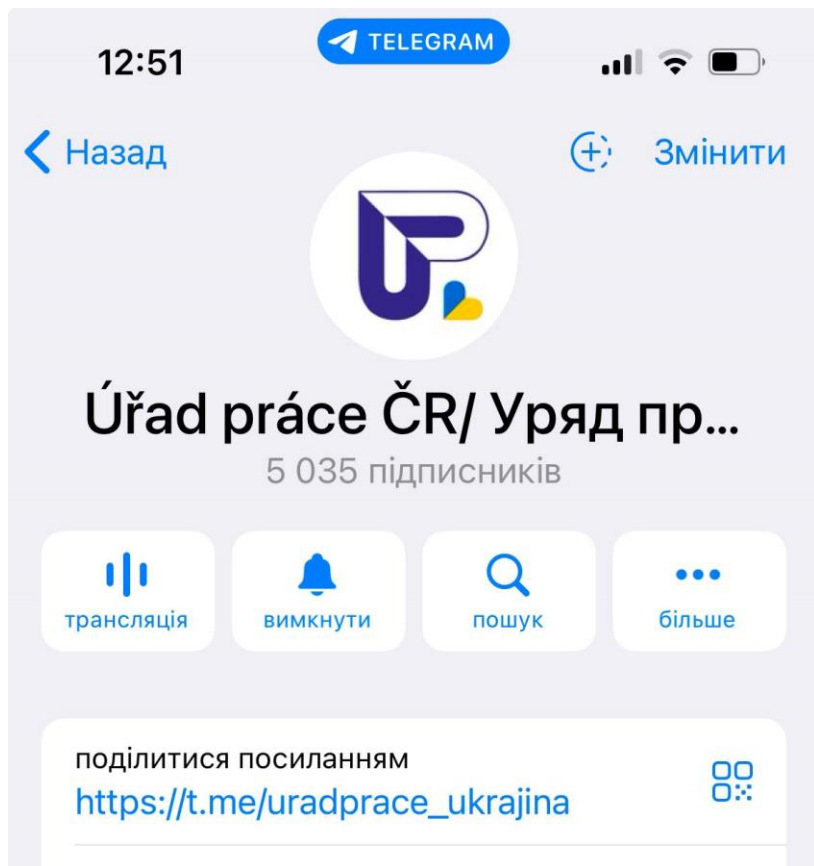 12:51
TELEGRAM
Назад
Змінити
Úřad práce ČR/ Уряд пр...
5 035 підписників
трансляція
вимкнути
пошук
більше
поділитися посиланням
https://t.me/uradprace_ukrajina